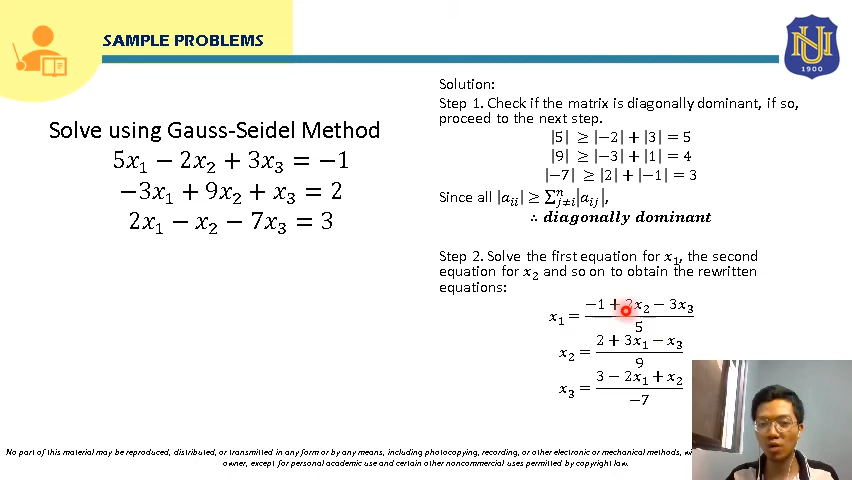 SAMPLE PROBLEMS
NU
1900
Solve using Gauss-Seidel Method
5x₁ − 2x₂ + 3x₃ = −1
−3x₁ + 9x₂ + x₃ = 2
2x₁ − x₂ − 7x₃ = 3
Solution:
Step 1. Check if the matrix is diagonally dominant, if so,
proceed to the next step.
|5| ≥ |−2| + |3| = 5
|9| ≥ |−3| + |1| = 4
|−7| ≥ |2| + |−1| = 3
Since all |aᵢᵢ| ≥ ∑ⁿⱼ≠ᵢ|aᵢⱼ|,
∴ diagonally dominant
Step 2. Solve the first equation for x₁, the second
equation for x₂ and so on to obtain the rewritten
equations:
x₁ = (−1 + 2x₂ − 3x₃)/5
x₂ = (2 + 3x₁ − x₃)/9
x₃ = (3 − 2x₁ + x₂)/−7
No part of this material may be reproduced, distributed, or transmitted in any form or by any means, including photocopying, recording, or other electronic or mechanical methods,
owner, except for personal academic use and certain other noncommercial uses permitted by copyright law.